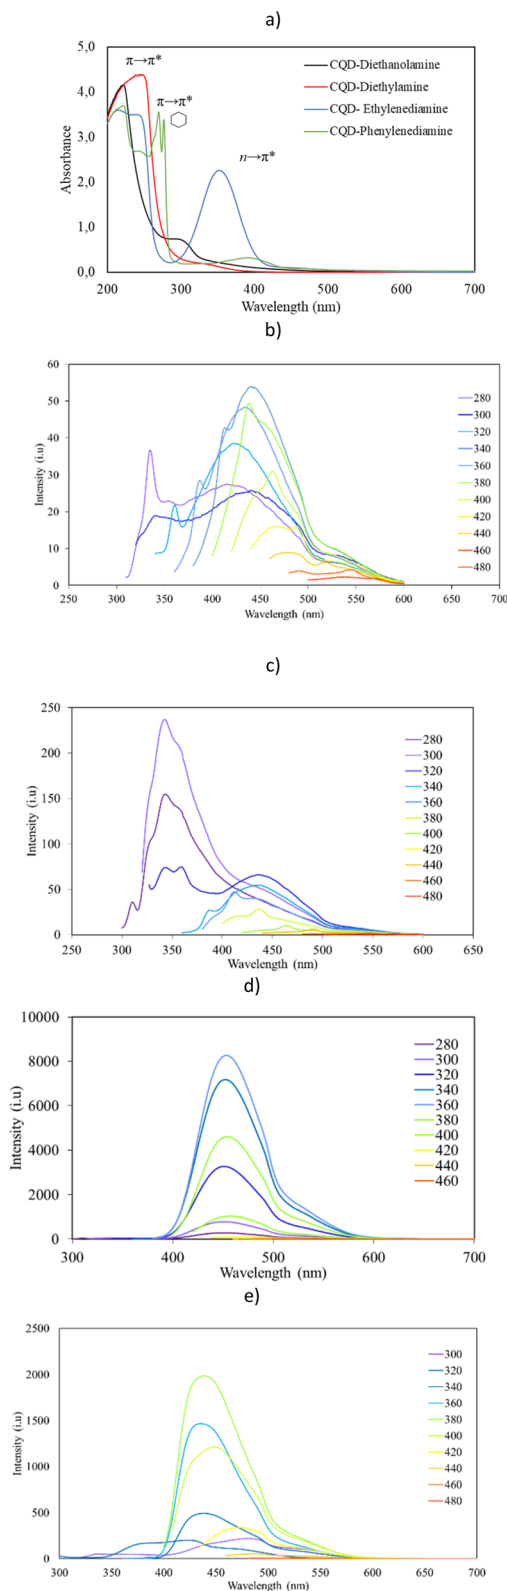 a)
5,0
4,0
3,0
2,0
1,0
0,0
Absorbance
π→π*
π→π*
n→π*
CQD-Diethanolamine
CQD-Diethylamine
CQD- Ethylenediamine
CQD-Phenylenediamine
200 300 400 500 600 700
Wavelength (nm)
b)
60
50
40
30
20
10
0
Intensity (i.u)
280
300
320
340
360
380
400
420
440
460
480
250 300 350 400 450 500 550 600 650 700
Wavelength (nm)
c)
250
200
150
100
50
0
Intensity (i.u)
280
300
320
340
360
380
400
420
440
460
480
250 300 350 400 450 500 550 600 650
Wavelength (nm)
d)
10000
8000
6000
4000
2000
0
Intensity (i.u)
280
300
320
340
360
380
400
420
440
460
300 400 500 600 700
Wavelength (nm)
e)
2500
2000
1500
1000
500
0
Intensity (i.u)
300
320
340
360
380
400
420
440
460
480
300 350 400 450 500 550 600 650 700
Wavelength (nm)